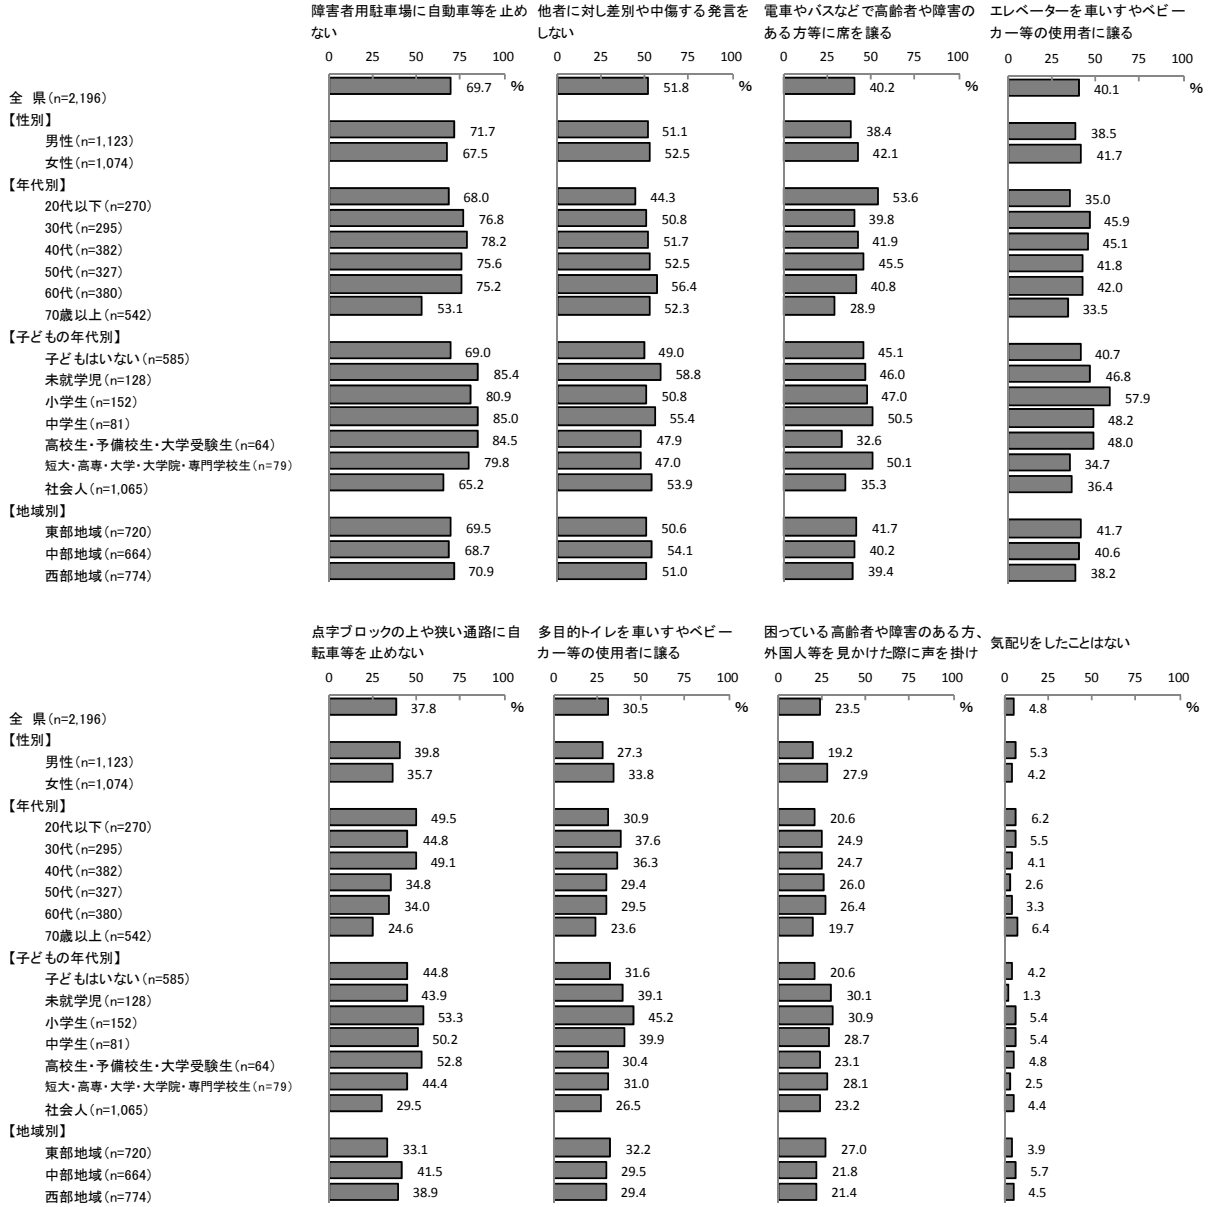 障害者用駐車場に自動車等を止め
ない
他者に対し差別や中傷する発言を
しない
電車やバスなどで高齢者や障害の
ある方等に席を譲る
エレベーターを車いすやベビー
カー等の使用者に譲る
0 25 50 75 100 0 25 50 75 100 0 25 50 75 100 0 25 50 75 100
全 県(n=2,196) 69.7 % 51.8 % 40.2 % 40.1 %
【性別】
男性(n=1,123) 71.7 51.1 38.4 38.5
女性(n=1,074) 67.5 52.5 42.1 41.7
【年代別】
20代以下(n=270) 68.0 44.3 53.6 35.0
30代(n=295) 76.8 50.8 39.8 45.9
40代(n=382) 78.2 51.7 41.9 45.1
50代(n=327) 75.6 52.5 45.5 41.8
60代(n=380) 75.2 56.4 40.8 42.0
70歳以上(n=542) 53.1 52.3 28.9 33.5
【子どもの年代別】
子どもはいない(n=585) 69.0 49.0 45.1 40.7
未就学児(n=128) 85.4 58.8 46.0 46.8
小学生(n=152) 80.9 50.8 47.0 57.9
中学生(n=81) 85.0 55.4 50.5 48.2
高校生・予備校生・大学受験生(n=64) 84.5 47.9 32.6 48.0
短大・高専・大学・大学院・専門学校生(n=79) 79.8 47.0 50.1 34.7
社会人(n=1,065) 65.2 53.9 35.3 36.4
【地域別】
東部地域(n=720) 69.5 50.6 41.7 41.7
中部地域(n=664) 68.7 54.1 40.2 40.6
西部地域(n=774) 70.9 51.0 39.4 38.2
点字ブロックの上や狭い通路に自
転車等を止めない
多目的トイレを車いすやベビー
カー等の使用者に譲る
困っている高齢者や障害のある方、
外国人等を見かけた際に声を掛け
気配りをしたことはない
0 25 50 75 100 0 25 50 75 100 0 25 50 75 100 0 25 50 75 100
全 県(n=2,196) 37.8 % 30.5 % 23.5 % 4.8 %
【性別】
男性(n=1,123) 39.8 27.3 19.2 5.3
女性(n=1,074) 35.7 33.8 27.9 4.2
【年代別】
20代以下(n=270) 49.5 30.9 20.6 6.2
30代(n=295) 44.8 37.6 24.9 5.5
40代(n=382) 49.1 36.3 24.7 4.1
50代(n=327) 34.8 29.4 26.0 2.6
60代(n=380) 34.0 29.5 26.4 3.3
70歳以上(n=542) 24.6 23.6 19.7 6.4
【子どもの年代別】
子どもはいない(n=585) 44.8 31.6 20.6 4.2
未就学児(n=128) 43.9 39.1 30.1 1.3
小学生(n=152) 53.3 45.2 30.9 5.4
中学生(n=81) 50.2 39.9 28.7 5.4
高校生・予備校生・大学受験生(n=64) 52.8 30.4 23.1 4.8
短大・高専・大学・大学院・専門学校生(n=79) 44.4 31.0 28.1 2.5
社会人(n=1,065) 29.5 26.5 23.2 4.4
【地域別】
東部地域(n=720) 33.1 32.2 27.0 3.9
中部地域(n=664) 41.5 29.5 21.8 5.7
西部地域(n=774) 38.9 29.4 21.4 4.5